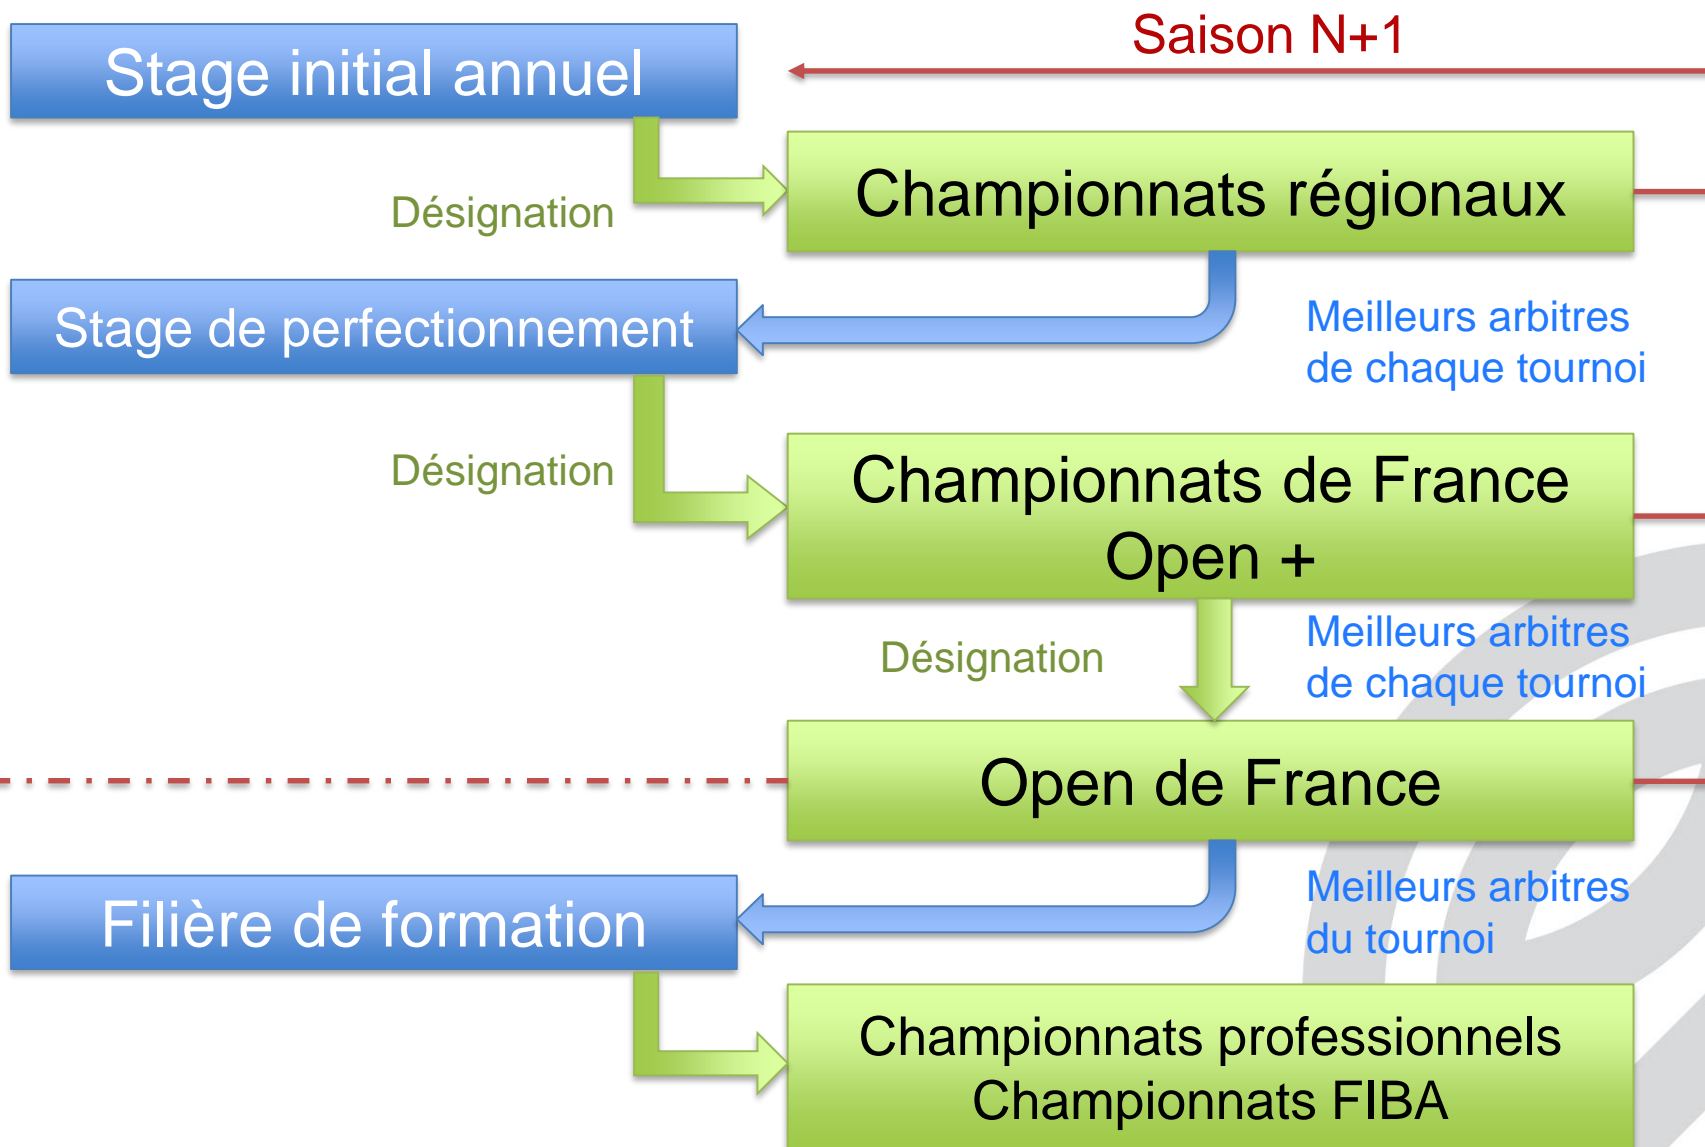 Stage initial annuel
Saison N+1
Désignation
Championnats régionaux
Stage de perfectionnement
Meilleurs arbitres
de chaque tournoi
Désignation
Championnats de France
Open +
Désignation
Meilleurs arbitres
de chaque tournoi
Open de France
Filière de formation
Meilleurs arbitres
du tournoi
Championnats professionnels
Championnats FIBA